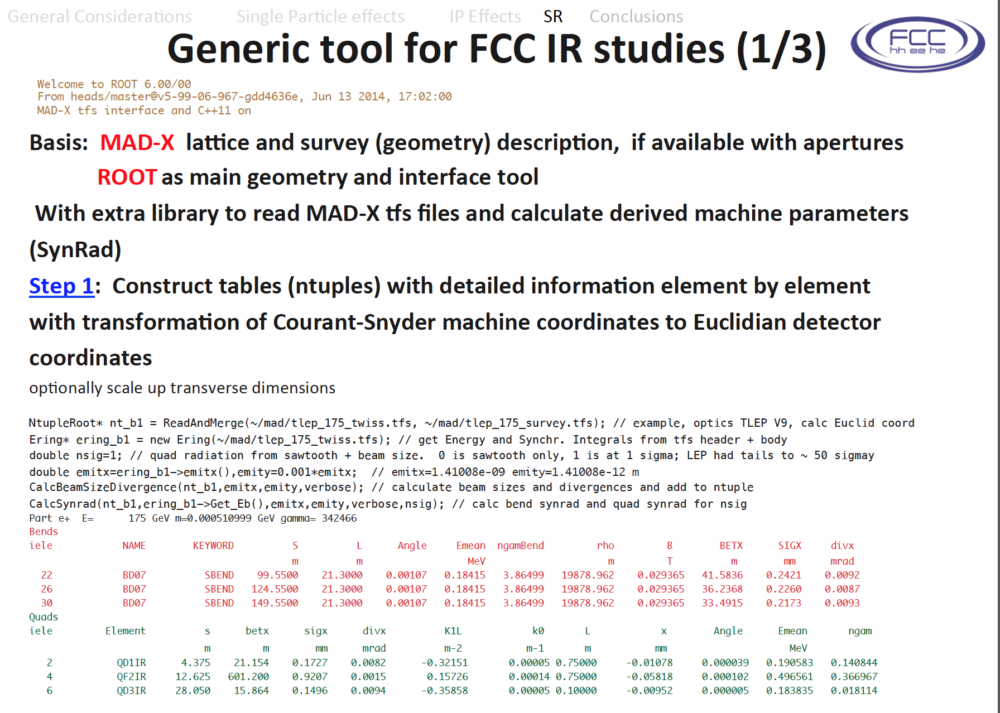 General Considerations Single Particle effects IP Effects SR Conclusions
Generic tool for FCC IR studies (1/3)
FCC
hh ee he
Welcome to ROOT 6.00/00
From heads/master@v5-99-06-967-gdd4636e, Jun 13 2014, 17:02:00
MAD-X tfs interface and C++11 on
Basis: MAD-X lattice and survey (geometry) description, if available with apertures
ROOT as main geometry and interface tool
With extra library to read MAD-X tfs files and calculate derived machine parameters
(SynRad)
Step 1: Construct tables (ntuples) with detailed information element by element
with transformation of Courant-Snyder machine coordinates to Euclidian detector
coordinates
optionally scale up transverse dimensions
NtupleRoot* nt_b1 = ReadAndMerge(~/mad/tlep_175_twiss.tfs, ~/mad/tlep_175_survey.tfs); // example, optics TLEP V9, calc Euclid coord
Ering* ering_b1 = new Ering(~/mad/tlep_175_twiss.tfs); // get Energy and Synchr. Integrals from tfs header + body
double nsig=1; // quad radiation from sawtooth + beam size. 0 is sawtooth only, 1 is at 1 sigma; LEP had tails to ~ 50 sigmay
double emitx=ering_b1->emitx(),emity=0.001*emitx; // emitx=1.41008e-09 emity=1.41008e-12 m
CalcBeamSizeDivergence(nt_b1,emitx,emity,verbose); // calculate beam sizes and divergences and add to ntuple
CalcSynrad(nt_b1,ering_b1->Get_Eb(),emitx,emity,verbose,nsig); // calc bend synrad and quad synrad for nsig
Part e+ E= 175 GeV m=0.000510999 GeV gamma= 342466
Bends
iele NAME KEYWORD S L Angle Emean ngamBend rho B BETX SIGX divx
m m MeV m T m mm mrad
22 BD07 SBEND 99.5500 21.3000 0.00107 0.18415 3.86499 19878.962 0.029365 41.5836 0.2421 0.0092
26 BD07 SBEND 124.5500 21.3000 0.00107 0.18415 3.86499 19878.962 0.029365 36.2368 0.2260 0.0087
30 BD07 SBEND 149.5500 21.3000 0.00107 0.18415 3.86499 19878.962 0.029365 33.4915 0.2173 0.0093
Quads
iele Element s betx sigx divx K1L k0 L x Angle Emean ngam
m m mm mrad m-2 m-1 m mm MeV
2 QD1IR 4.375 21.154 0.1727 0.0082 -0.32151 0.00005 0.75000 -0.01078 0.000039 0.190583 0.140844
4 QF2IR 12.625 601.200 0.9207 0.0015 0.15726 0.00014 0.75000 -0.05818 0.000102 0.496561 0.366967
6 QD3IR 28.050 15.864 0.1496 0.0094 -0.35858 0.00005 0.10000 -0.00952 0.000005 0.183835 0.018114